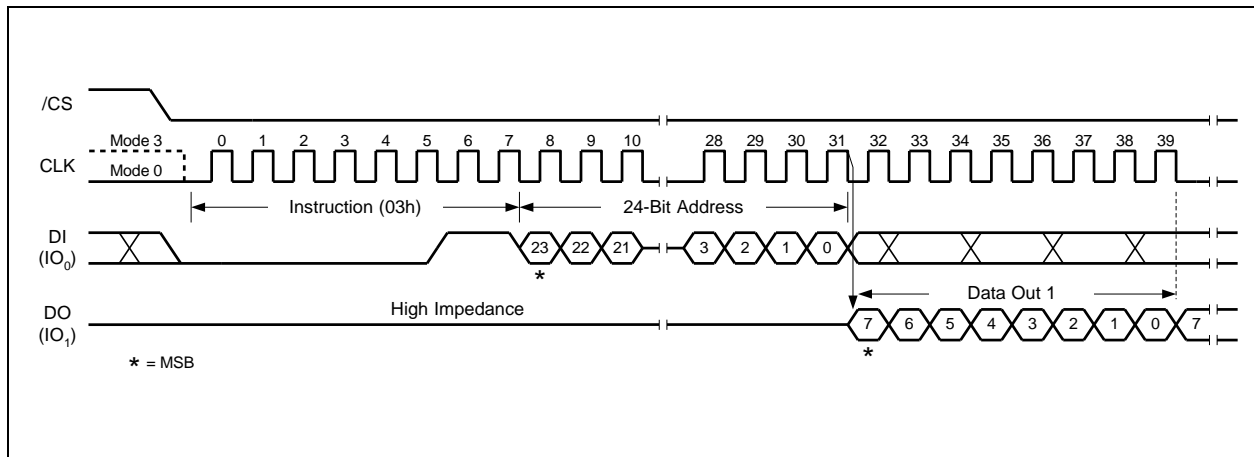 /CS
Mode 3 0 1 2 3 4 5 6 7 8 9 10 28 29 30 31 32 33 34 35 36 37 38 39
CLK Mode 0
Instruction (03h) 24-Bit Address
DI
(IO0) 23 22 21 3 2 1 0
*
Data Out 1
DO High Impedance
(IO1) 7 6 5 4 3 2 1 0 7
*
* = MSB